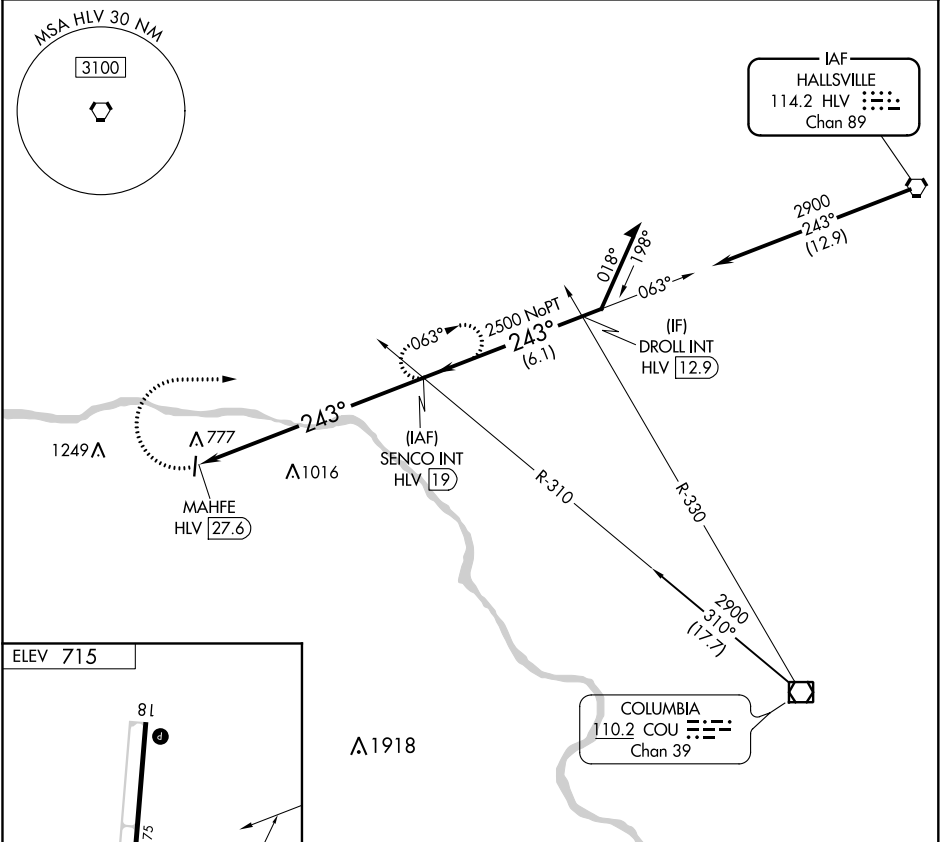 MSA HLV 30 NM
3100
IAF
HALLSVILLE
114.2 HLV
Chan 89
2900
243°
(12.9)
018°
198°
063°
2500 NoPT
243°
(6.1)
063°
(IF)
DROLL INT
HLV 12.9
243°
(IAF)
SENCO INT
HLV 19
1249
777
1016
MAHFE
HLV 27.6
R-310
R-330
2900
310°
(17.7)
COLUMBIA
110.2 COU
Chan 39
1918
ELEV 715
18
P
75